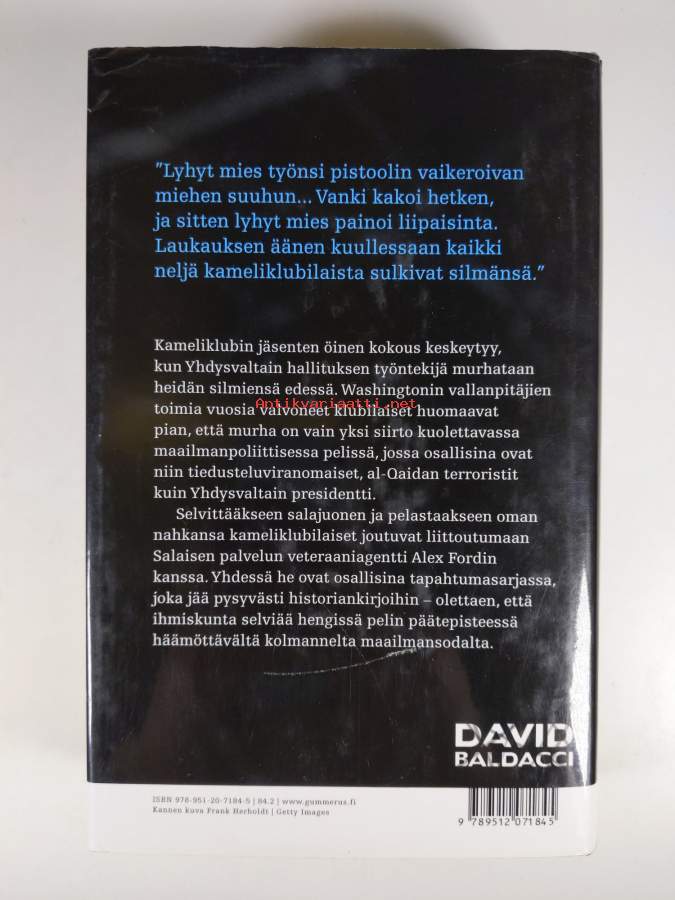 "Lyhyt mies työnsi pistoolin vaikeroivan
miehen suuhun... Vanki kakoi hetken,
ja sitten lyhyt mies painoi liipaisinta.
Laukauksen äänen kuullessaan kaikki
neljä kameliklubilaista sulkivat silmänsä."
Kameliklubin jäsenten öinen kokous keskeytyy,
kun Yhdysvaltain hallituksen työntekijä murhataan
heidän silmiensä edessä. Washingtonin vallanpitäjien
toimia vuosia valvoneet klubilaiset huomaavat
Antikvariaatti.net
pian, että murha on vain yksi siirto kuolettavassa
maailmanpoliittisessa pelissä, jossa osallisina ovat
niin tiedusteluviranomaiset, al-Qaidan terroristit
kuin Yhdysvaltain presidentti.
Selvittääkseen salajuonen ja pelastaakseen oman
nahkansa kameliklubilaiset joutuvat liittoutumaan
Salaisen palvelun veteraaniagentti Alex Fordin
kanssa. Yhdessä he ovat osallisina tapahtumasarjassa,
joka jää pysyvästi historiankirjoihin – olettaen, että
ihmiskunta selviää hengissä pelin päätepisteessä
häämöttävältä kolmannelta maailmansodalta.
DAVID
BALDACCI
ISBN 978-951-20-7184-5 | 84.2 | www.gummerus.fi
Kannen kuva Frank Herholdt | Getty Images
9 789512 071845